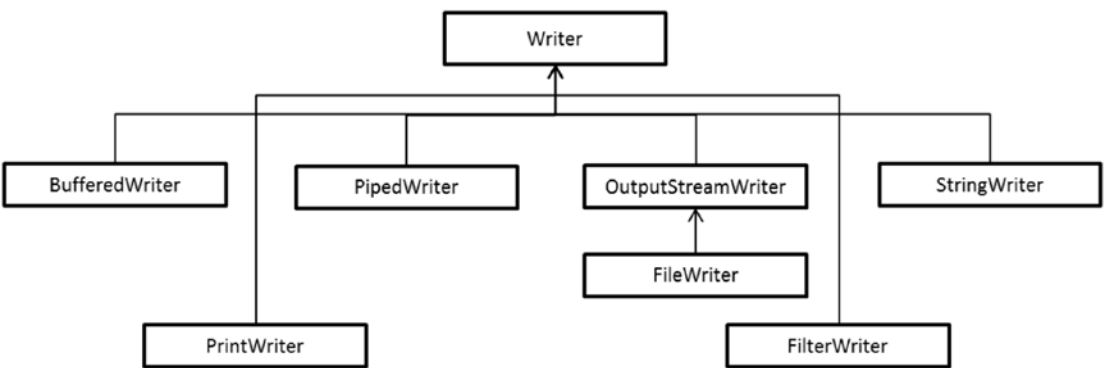 Writer
BufferedWriter
PipedWriter
OutputStreamWriter
StringWriter
FileWriter
PrintWriter
FilterWriter